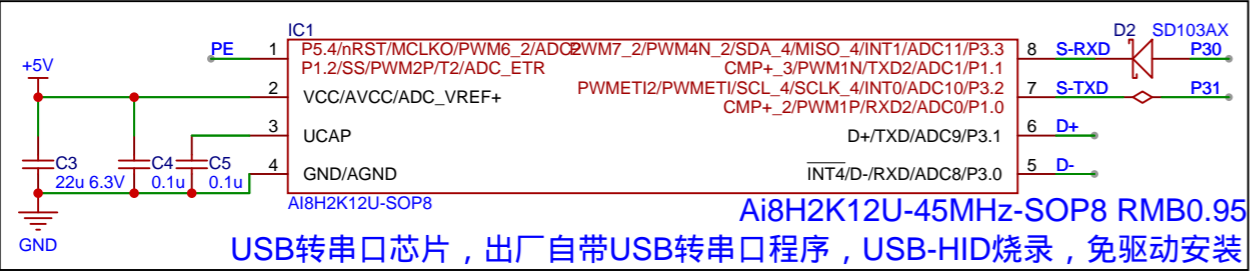 IC1
D2 SD103AX
PE 1 P5.4/nRST/MCLKO/PWM6_2/ADC2 PWM7_2/PWM4N_2/SDA_4/MISO_4/INT1/ADC11/P3.3 8 S-RXD P30
P1.2/SS/PWM2P/T2/ADC_ETR CMP+_3/PWM1N/TXD2/ADC1/P1.1
+5V
2 VCC/AVCC/ADC_VREF+ PWMETI2/PWMETI/SCL_4/SCLK_4/INT0/ADC10/P3.2 7 S-TXD P31
CMP+_2/PWM1P/RXD2/ADC0/P1.0
3 UCAP D+/TXD/ADC9/P3.1 6 D+
C3 C4 C5
4 GND/AGND INT4/D-/RXD/ADC8/P3.0 5 D-
22u 6.3V 0.1u 0.1u
AI8H2K12U-SOP8
GND
Ai8H2K12U-45MHz-SOP8 RMB0.95
USB转串口芯片，出厂自带USB转串口程序，USB-HID烧录，免驱动安装